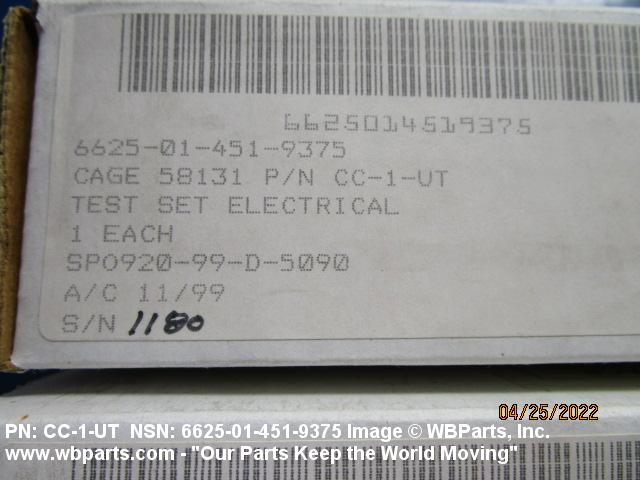 6625014519375
6625-01-451-9375
CAGE 58131 P/N CC-1-UT
TEST SET ELECTRICAL
1 EACH
SPO920-99-D-5090
A/C 11/99
S/N 1180
04/25/2022
PN: CC-1-UT NSN: 6625-01-451-9375 Image © WBParts, Inc.
www.wbparts.com - "Our Parts Keep the World Moving"